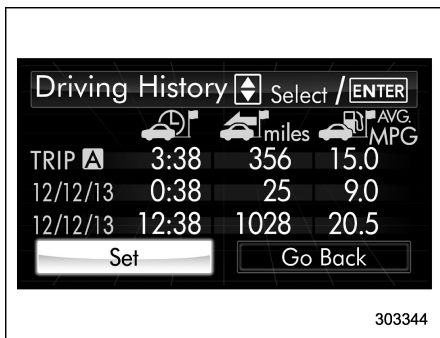 Driving History Select / ENTER
miles AVG. MPG
TRIP A 3:38 356 15.0
12/12/13 0:38 25 9.0
12/12/13 12:38 1028 20.5
Set Go Back
303344